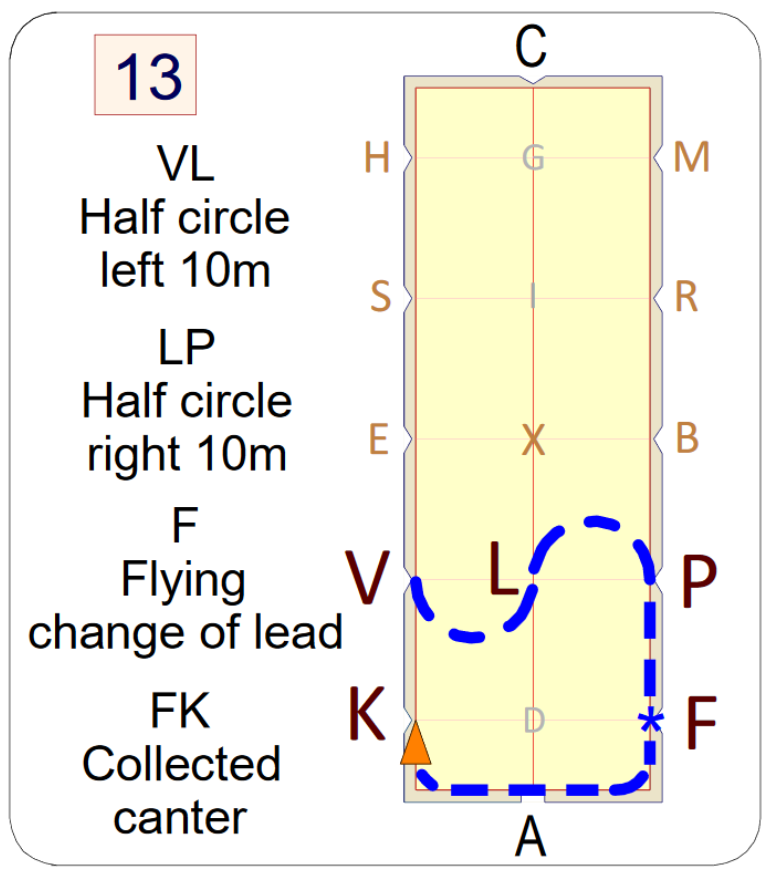 13
VL
Half circle
left 10m
LP
Half circle
right 10m
F
Flying
change of lead
FK
Collected
canter
C
H G M
S I R
E X B
V L P
K D F
A